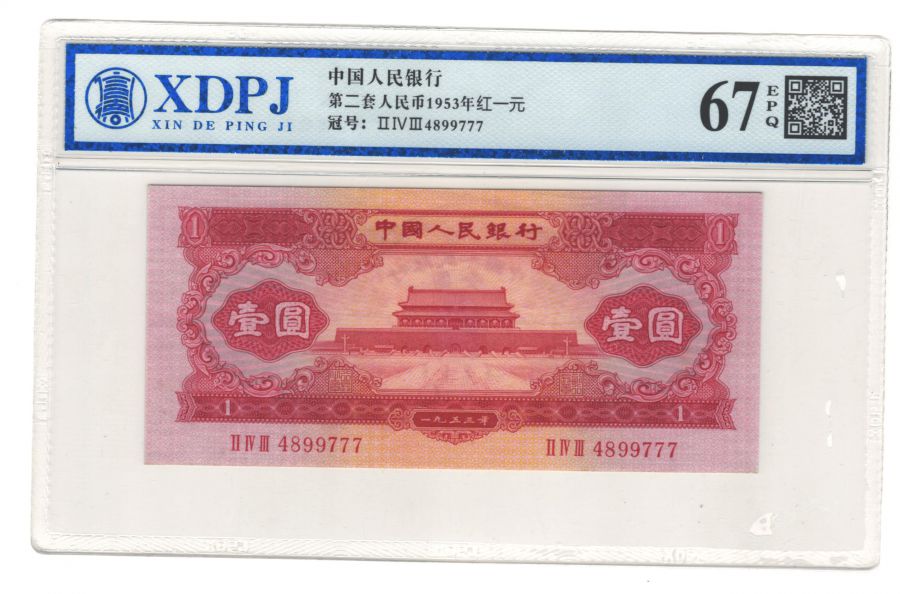 XDPJ
XIN DE PING JI
中国人民银行
第二套人民币1953年红一元
冠号：ⅡⅣⅢ4899777
67
EPQ
1
中國人民銀行
1
壹圓
壹圓
1
一九五三年
1
ⅡⅣⅢ 4899777
ⅡⅣⅢ 4899777